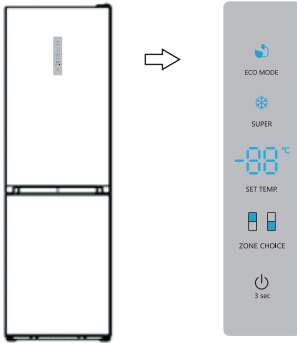 ECO MODE
SUPER
-88°C
SET TEMP.
ZONE CHOICE
3 sec